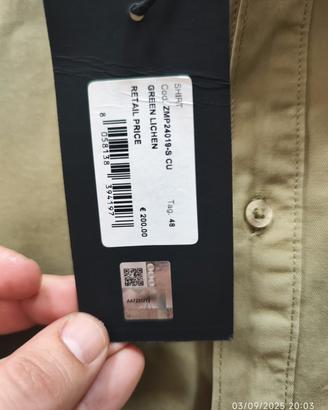 SHIRT
Cod. ZMP24019-S CU
GREEN LICHEN
Tag. 48
RETAIL PRICE
€ 200.00
8 058138 394197
03/09/2025 20:03